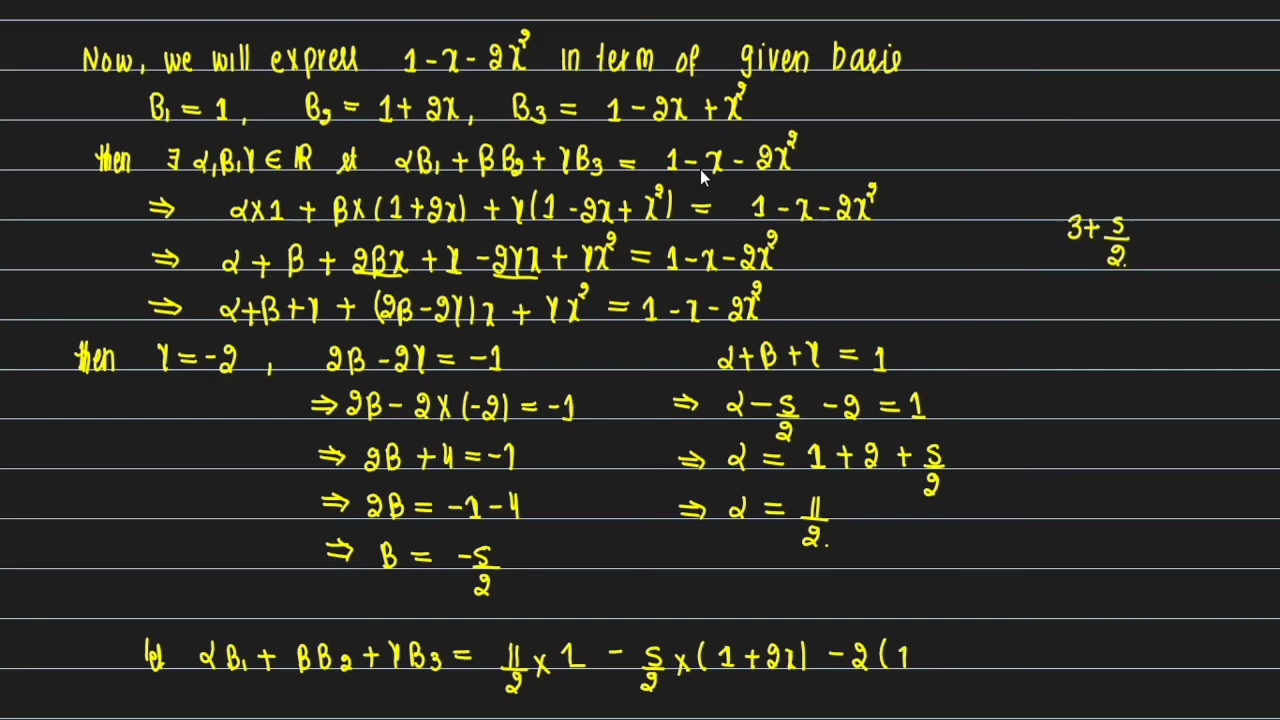 Now, we will express 1 - x - 2x² in term of given basis
B₁ = 1, B₂ = 1 + 2x, B₃ = 1 - 2x + x²
then ∃ α, β, γ ∈ ℝ st αB₁ + βB₂ + γB₃ = 1 - x - 2x²
⇒ α × 1 + β × (1 + 2x) + γ(1 - 2x + x²) = 1 - x - 2x²
3 + 5/2.
⇒ α + β + 2βx + γ - 2γx + γx² = 1 - x - 2x²
⇒ α + β + γ + (2β - 2γ)x + γx² = 1 - x - 2x²
then γ = -2, 2β - 2γ = -1 α + β + γ = 1
⇒ 2β - 2 × (-2) = -1 ⇒ α - 5/2 - 2 = 1
⇒ 2β + 4 = -1 ⇒ α = 1 + 2 + 5/2
⇒ 2β = -1 - 4 ⇒ α = 11/2.
⇒ β = -5/2
αB₁ + βB₂ + γB₃ = 11/2 × 1 - 5/2 × (1 + 2x) - 2(1